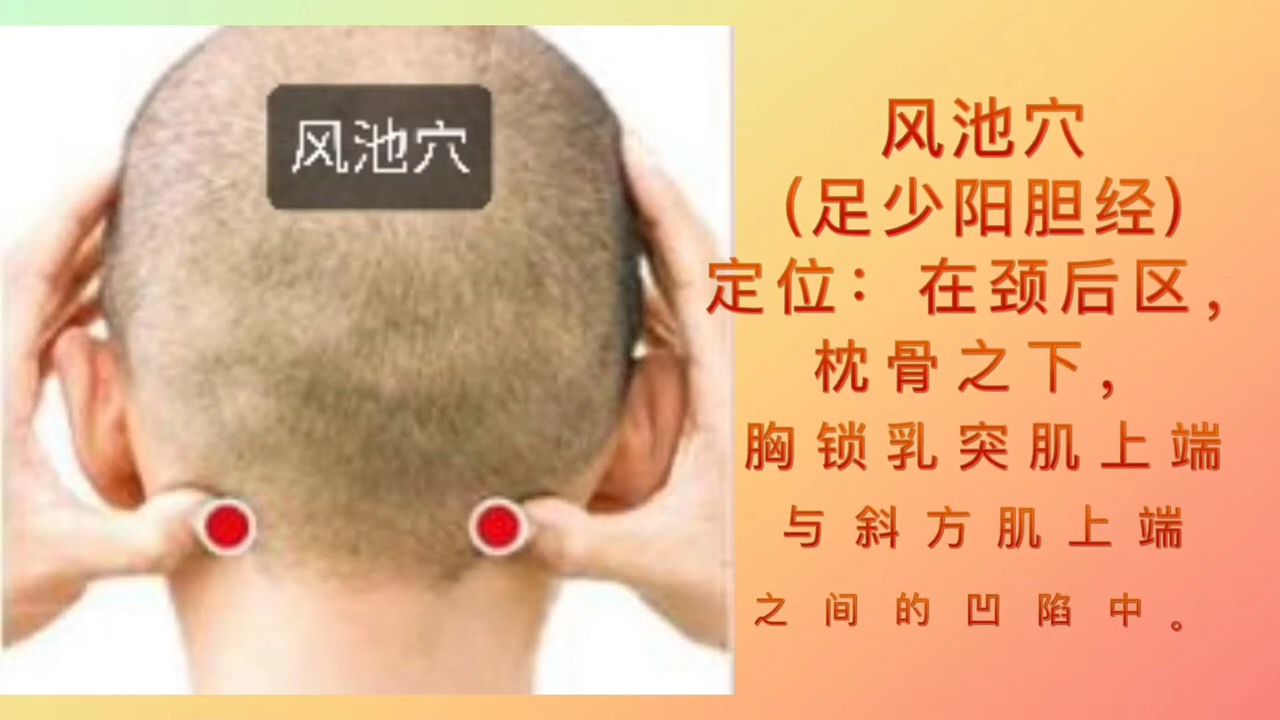 风池穴
风池穴
（足少阳胆经）
定位：在颈后区，
枕骨之下，
胸锁乳突肌上端
与斜方肌上端
之间的凹陷中。